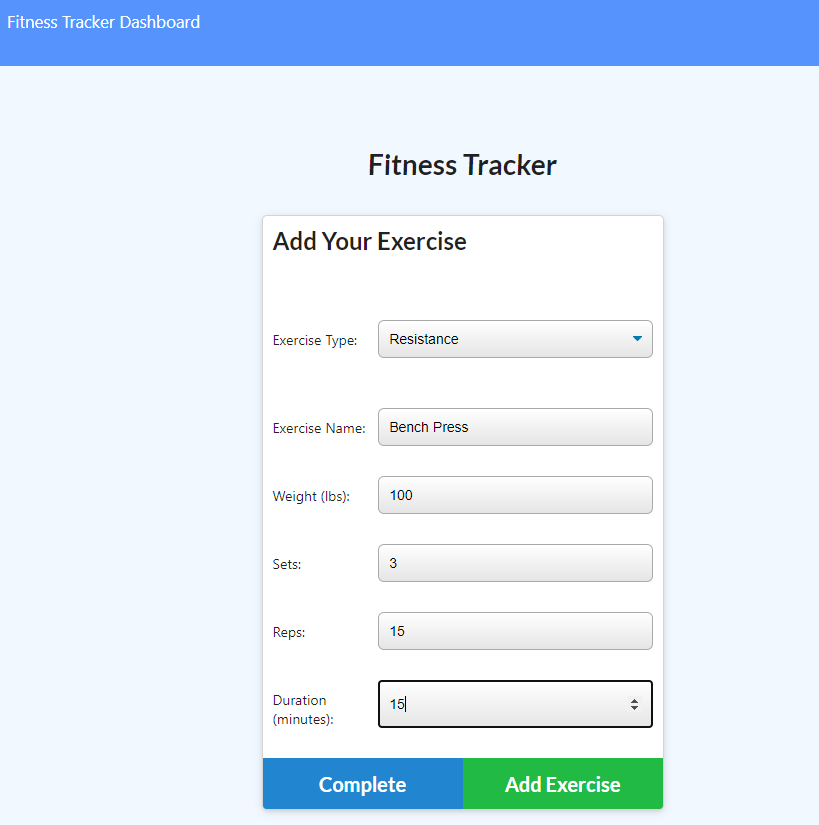 Fitness Tracker Dashboard
Fitness Tracker
Add Your Exercise
Exercise Type: Resistance
Exercise Name: Bench Press
Weight (lbs): 100
Sets: 3
Reps: 15
Duration
(minutes): 15
Complete Add Exercise